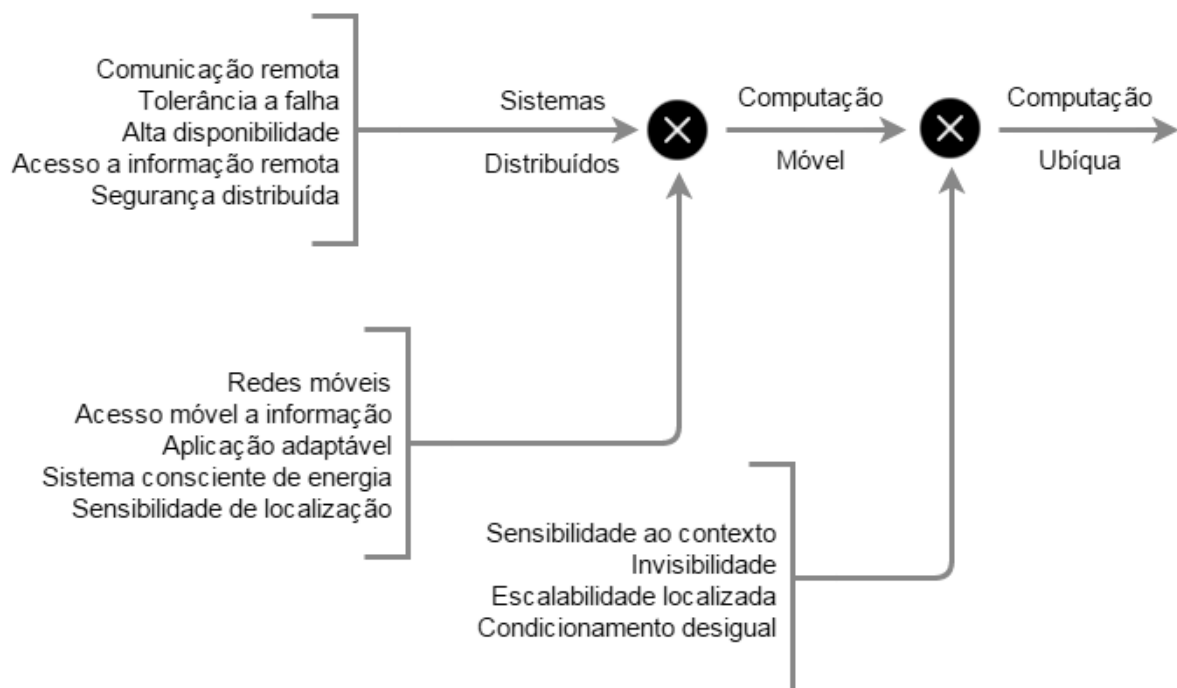 Comunicação remota
Tolerância a falha
Alta disponibilidade
Acesso a informação remota
Segurança distribuída
Sistemas
Distribuídos
Computação
Móvel
Computação
Ubíqua
Redes móveis
Acesso móvel a informação
Aplicação adaptável
Sistema consciente de energia
Sensibilidade de localização
Sensibilidade ao contexto
Invisibilidade
Escalabilidade localizada
Condicionamento desigual